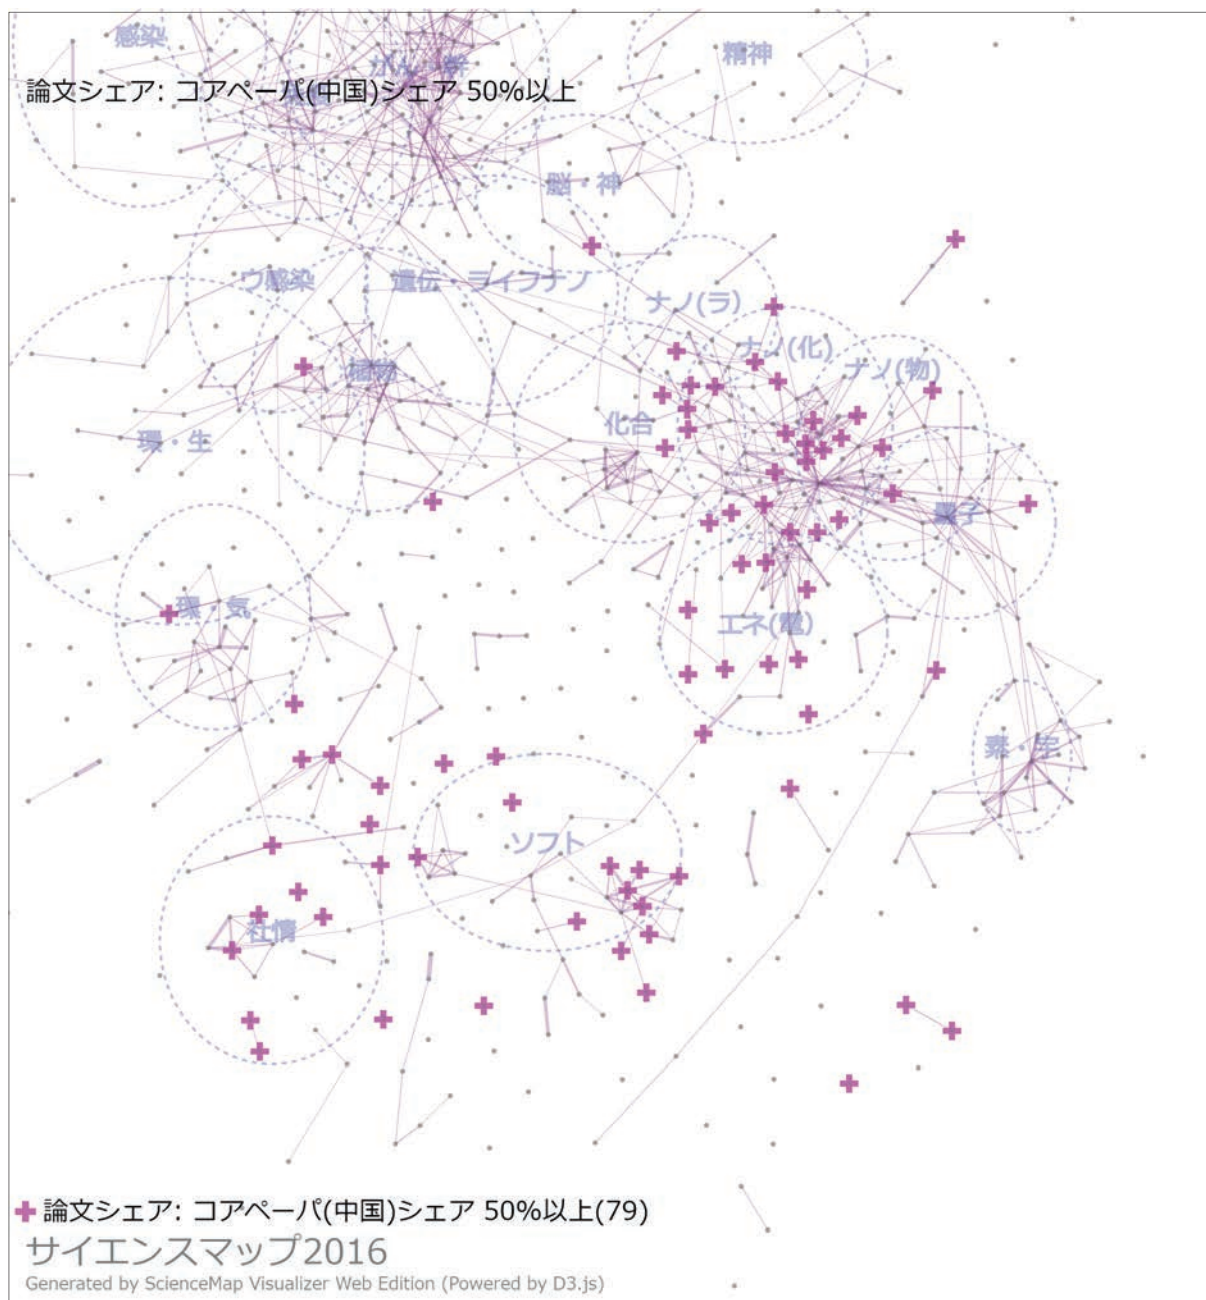 感染
精神
論文シェア: コアペーパ(中国)シェア 50%以上
脳・神
ウ感染
遺伝・ライフナノ
ナノ(ラ)
ナノ(化)
ナノ(物)
植物
化合
環・生
量子
環・気
エネ(電)
素・宇
ソフト
社情
論文シェア: コアペーパ(中国)シェア 50%以上(79)
サイエンスマップ2016
Generated by ScienceMap Visualizer Web Edition (Powered by D3.js)